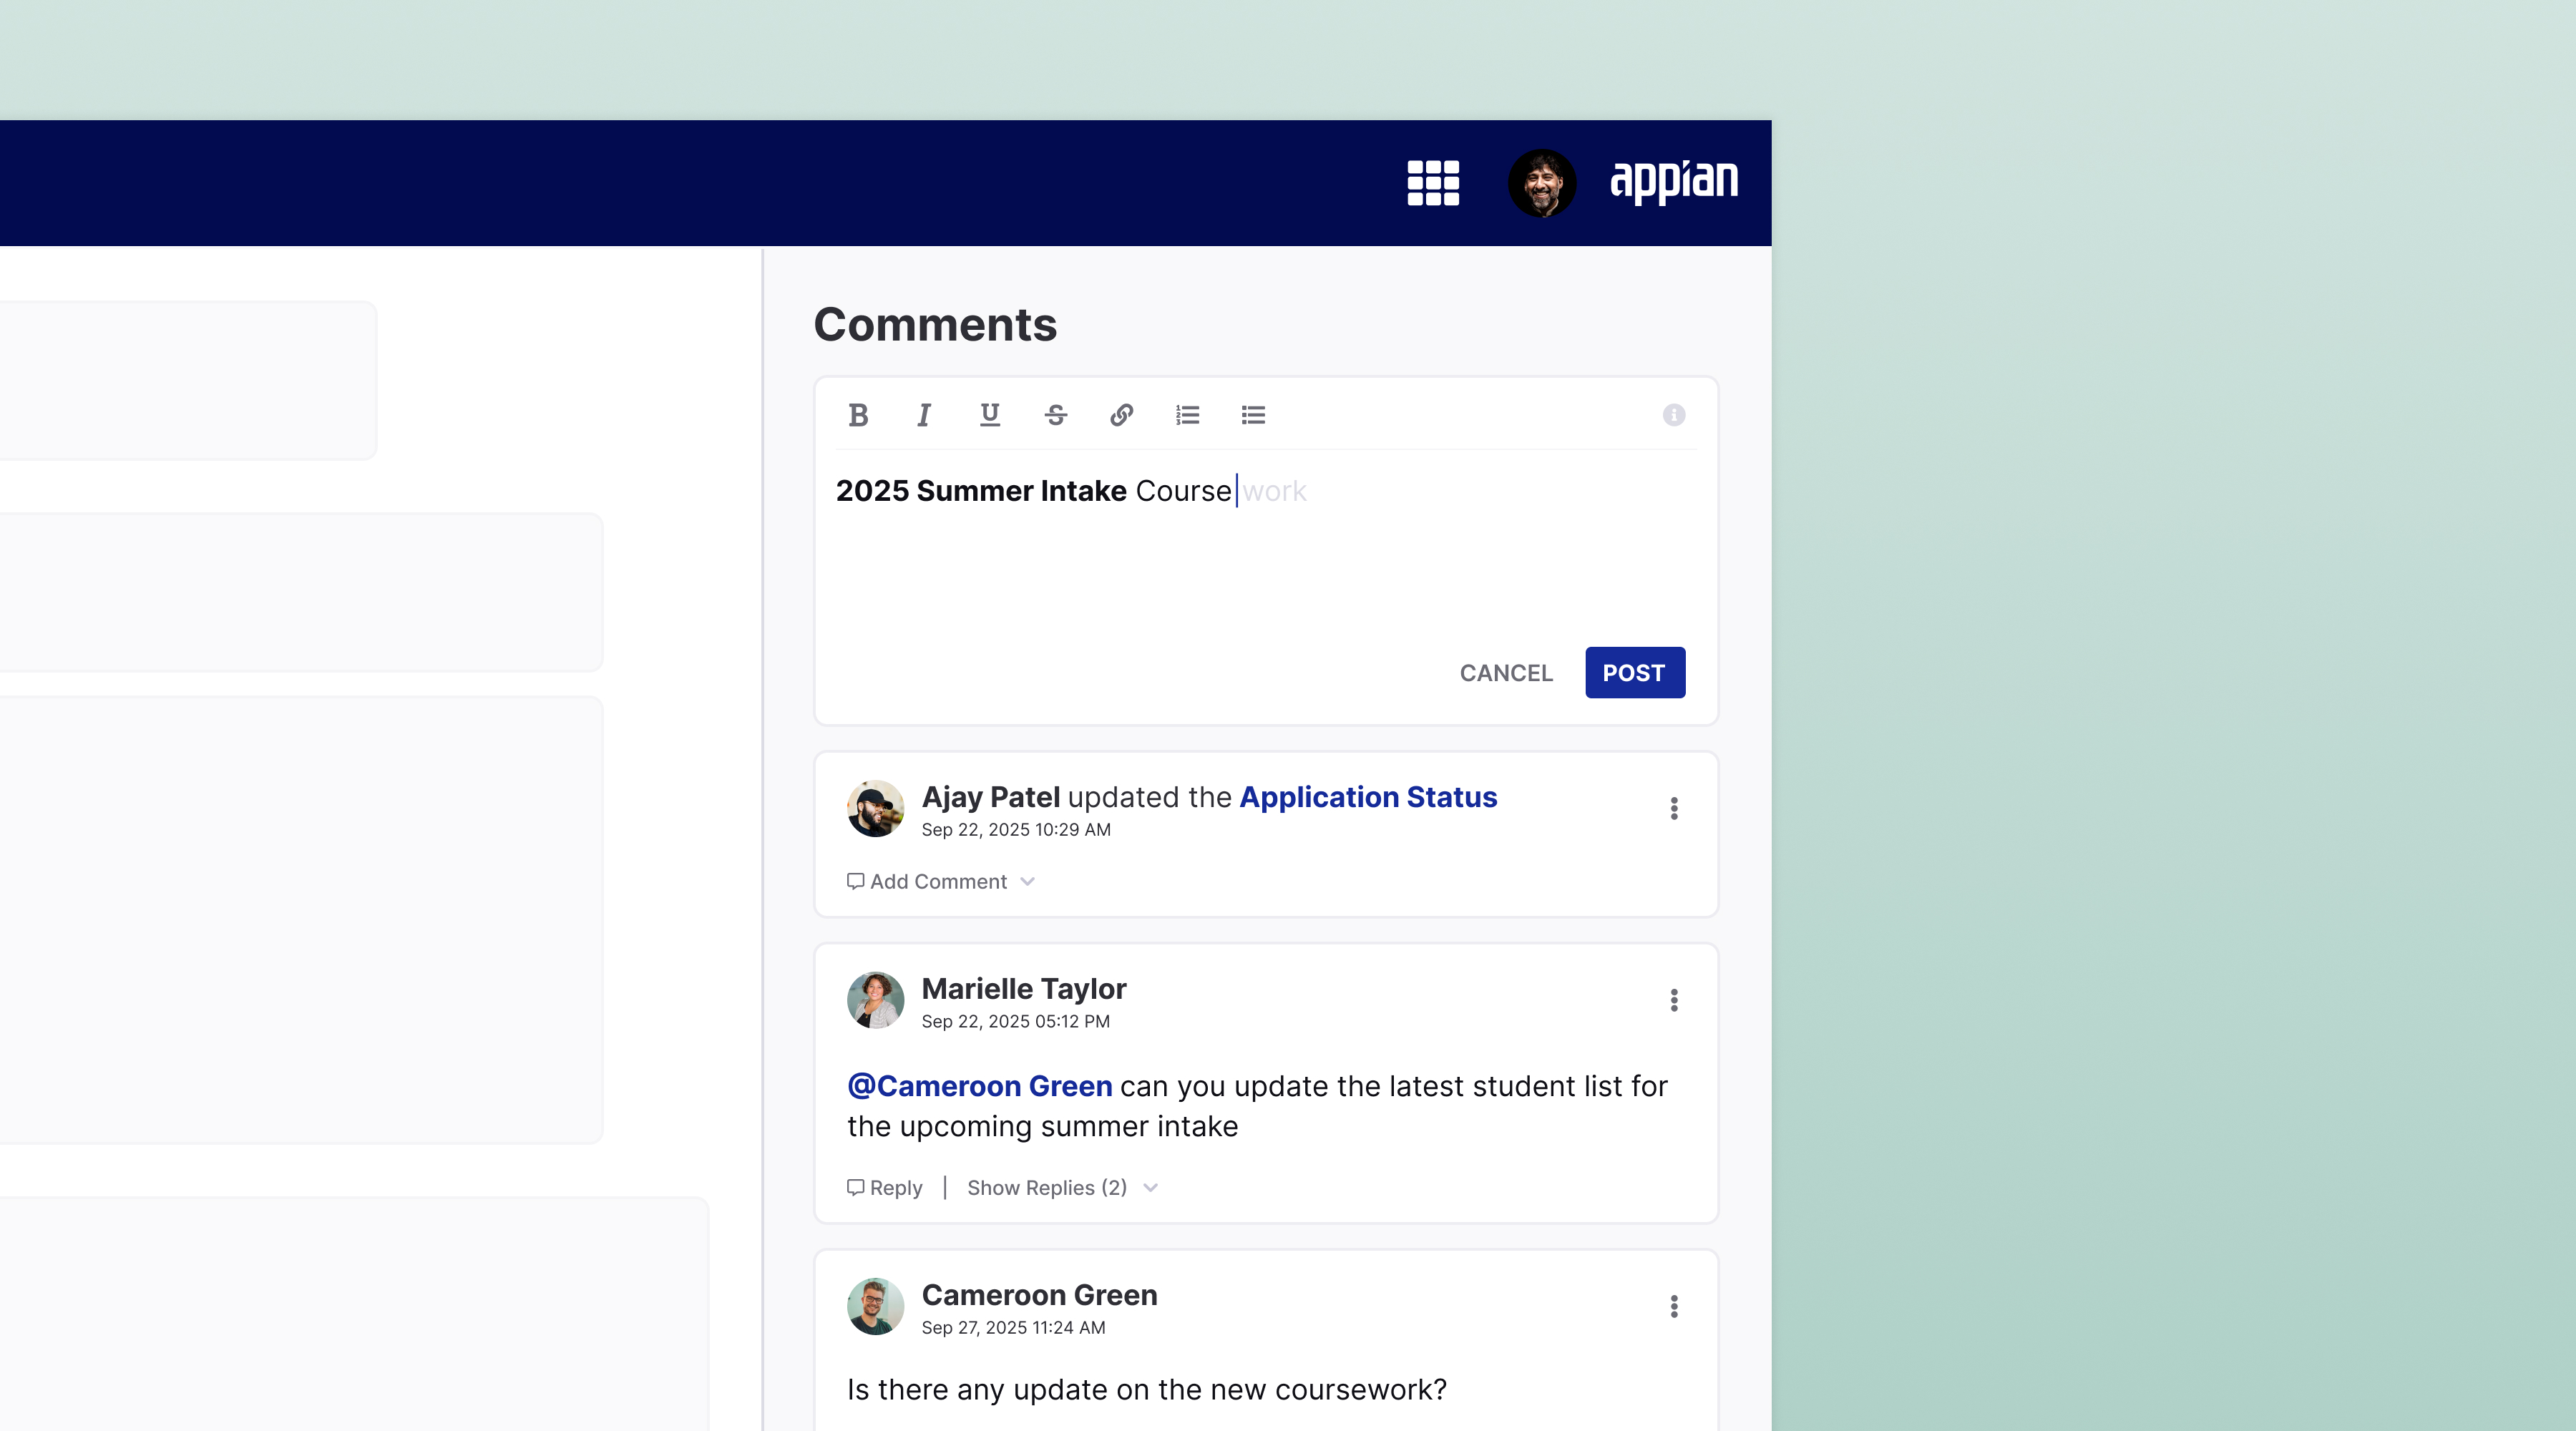 appian
Comments
B I U S
2025 Summer Intake Coursework
CANCEL POST
Ajay Patel updated the Application Status
Sep 22, 2025 10:29 AM
Add Comment
Marielle Taylor
Sep 22, 2025 05:12 PM
@Cameroon Green can you update the latest student list for
the upcoming summer intake
Reply | Show Replies (2)
Cameroon Green
Sep 27, 2025 11:24 AM
Is there any update on the new coursework?